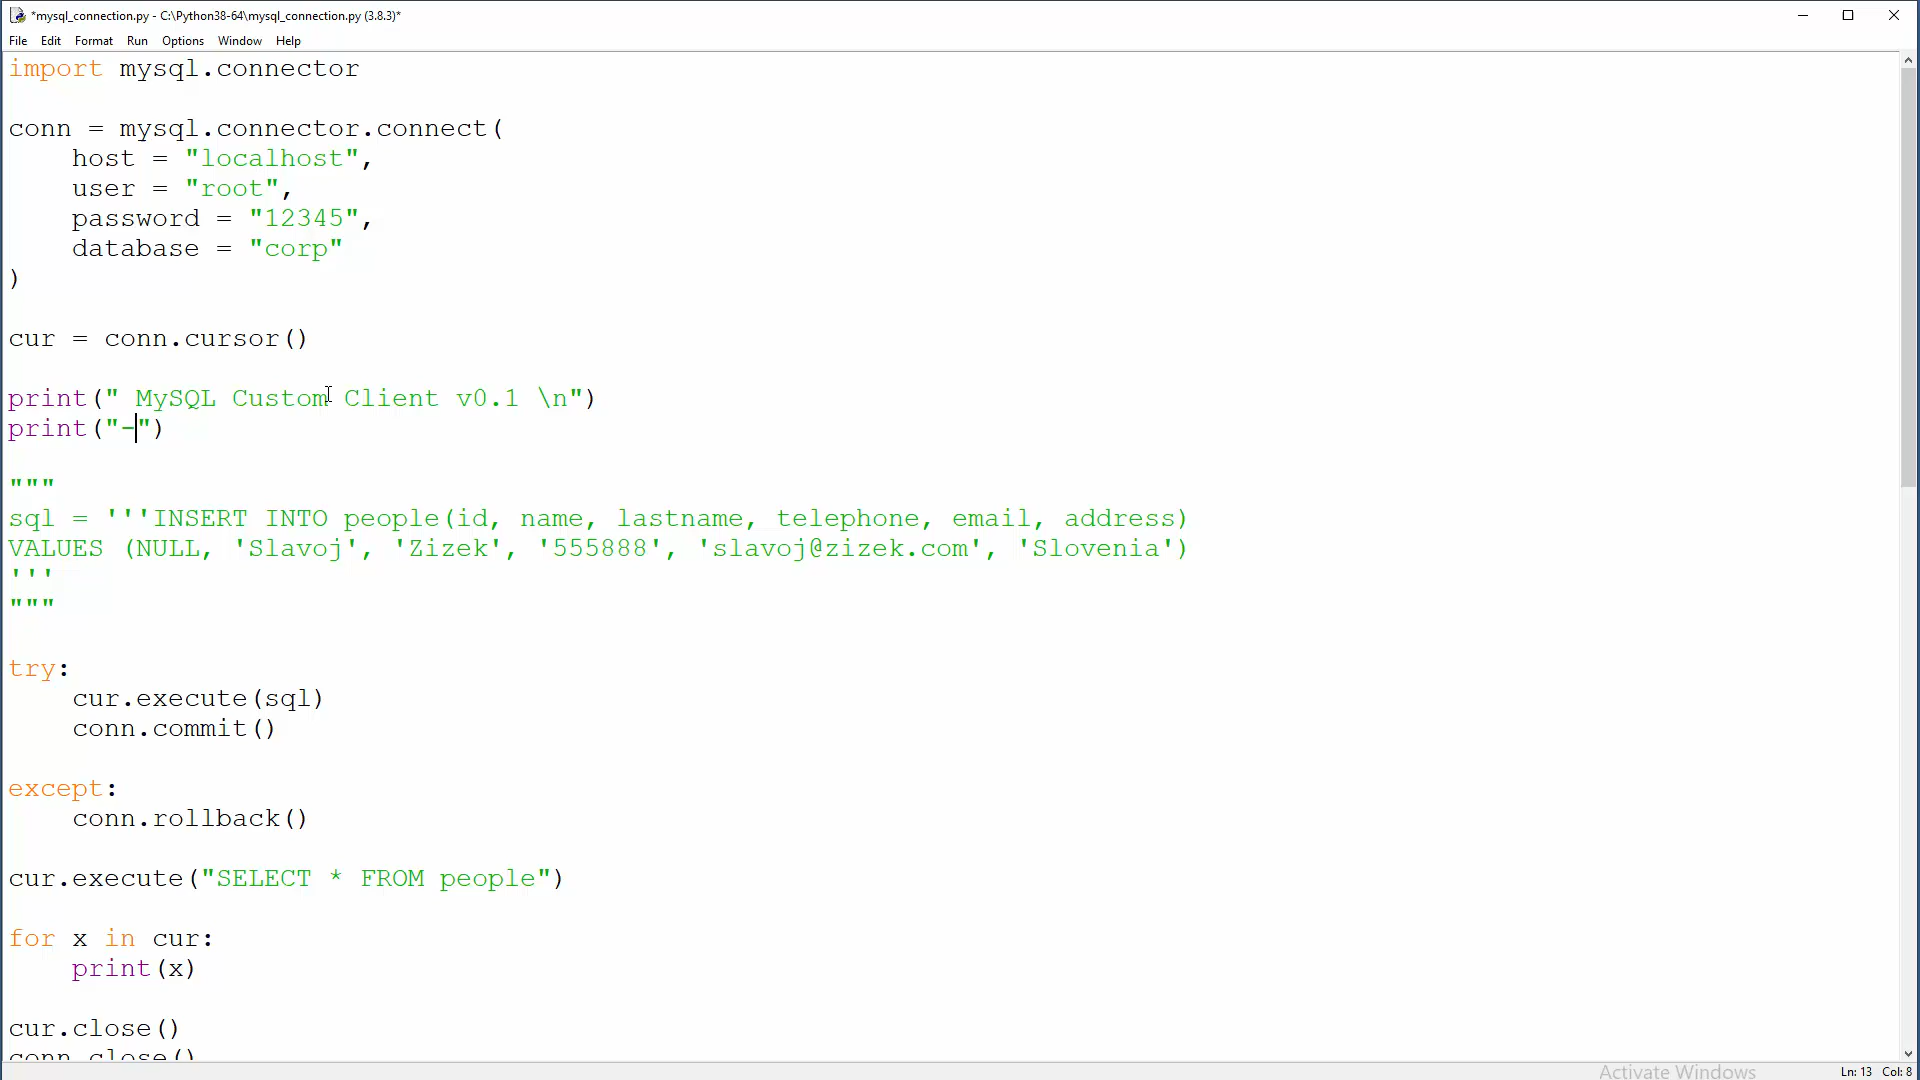 *mysql_connection.py - C:\Python38-64\mysql_connection.py (3.8.3)*
File Edit Format Run Options Window Help
import mysql.connector
conn = mysql.connector.connect(
    host = "localhost",
    user = "root",
    password = "12345",
    database = "corp"
)
cur = conn.cursor()
print(" MySQL Custom Client v0.1 \n")
print("-")
"""
sql = '''INSERT INTO people(id, name, lastname, telephone, email, address)
VALUES (NULL, 'Slavoj', 'Zizek', '555888', 'slavoj@zizek.com', 'Slovenia')
'''
"""
try:
    cur.execute(sql)
    conn.commit()
except:
    conn.rollback()
cur.execute("SELECT * FROM people")
for x in cur:
    print(x)
cur.close()
conn.close()
Activate Windows
Ln: 13 Col: 8